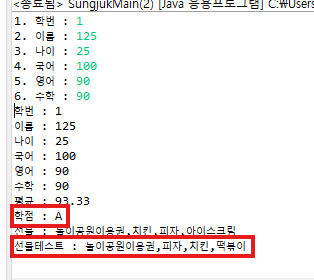 <종료됨> SungjukMain(2) [Java 응용프로그램] C:\Users
1. 학번 : 1
2. 이름 : 125
3. 나이 : 25
4. 국어 : 100
5. 영어 : 90
6. 수학 : 90
학번 : 1
이름 : 125
나이 : 25
국어 : 100
영어 : 90
수학 : 90
평균 : 93.33
학점 : A
선물 : 놀이공원이용권,치킨,피자,아이스크림
선물테스트 : 놀이공원이용권,피자,치킨,떡볶이